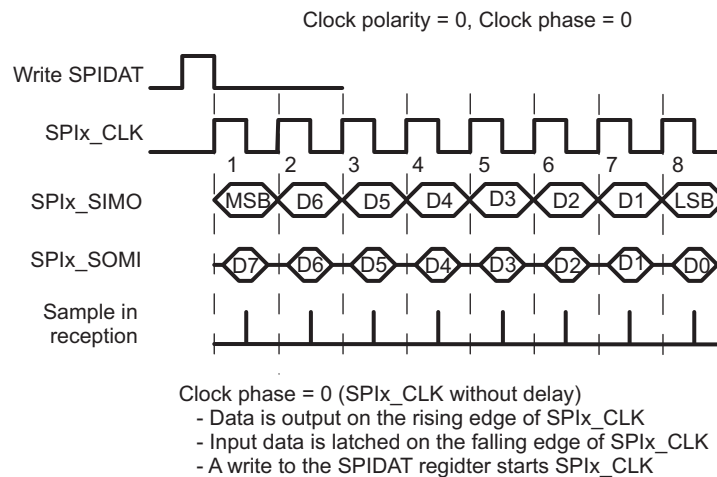 Clock polarity = 0, Clock phase = 0
Write SPIDAT
SPIx_CLK
1 2 3 4 5 6 7 8
SPIx_SIMO
MSB D6 D5 D4 D3 D2 D1 LSB
SPIx_SOMI
D7 D6 D5 D4 D3 D2 D1 D0
Sample in
reception
Clock phase = 0 (SPIx_CLK without delay)
- Data is output on the rising edge of SPIx_CLK
- Input data is latched on the falling edge of SPIx_CLK
- A write to the SPIDAT regidter starts SPIx_CLK